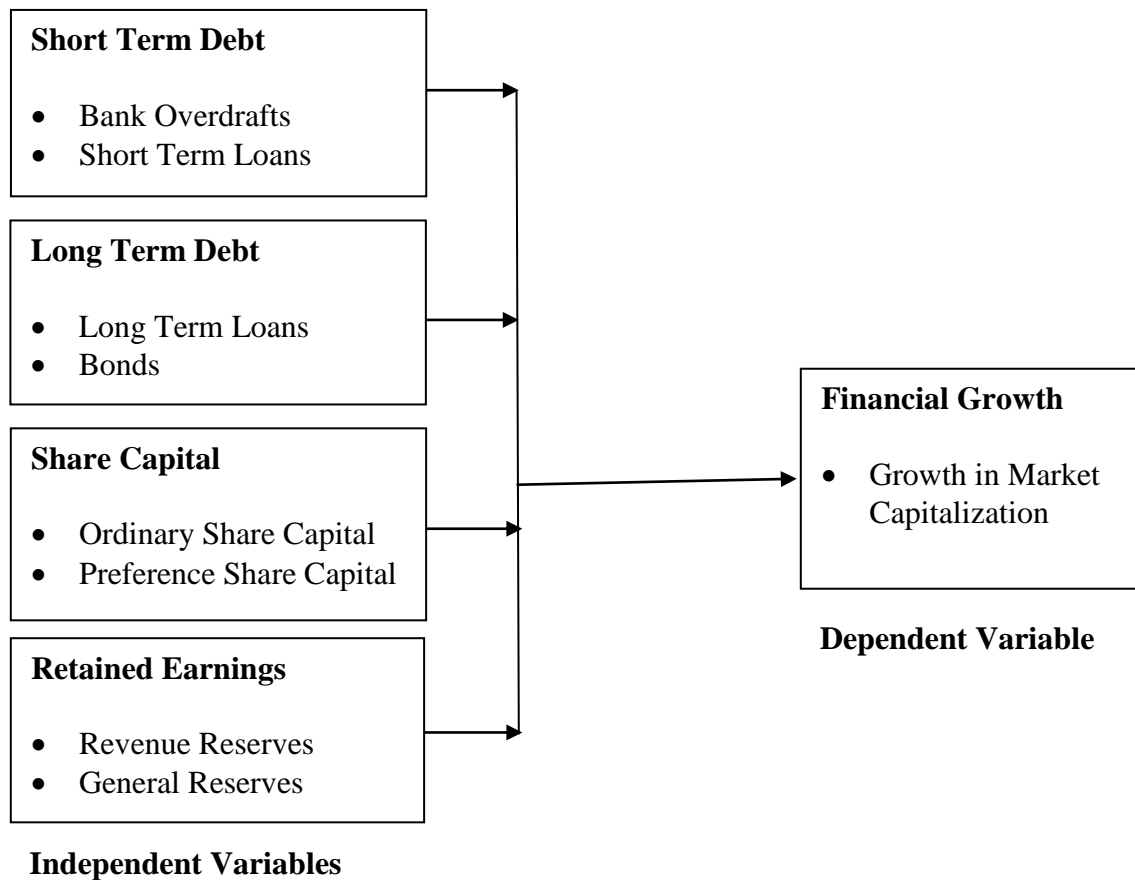 Short Term Debt
• Bank Overdrafts
• Short Term Loans
Long Term Debt
• Long Term Loans
• Bonds
Share Capital
• Ordinary Share Capital
• Preference Share Capital
Retained Earnings
• Revenue Reserves
• General Reserves
Independent Variables
Financial Growth
• Growth in Market
Capitalization
Dependent Variable